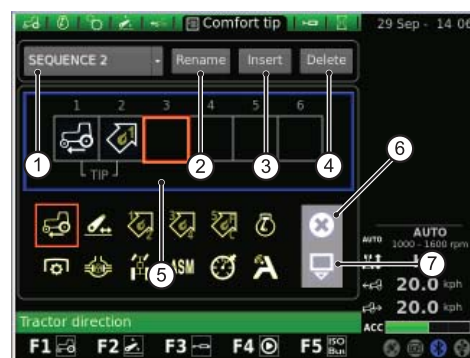 Comfort tip
29 Sep - 14 06
SEQUENCE 2
Rename
Insert
Delete
1 2 3 4 5 6
TIP
1
2
3
4
5
6
7
ASM
AUTO
AUTO
1000 - 1600 rpm
20.0 kph
20.0 kph
ACC
Tractor direction
F1
F2
F3
F4
F5 ISO Bus